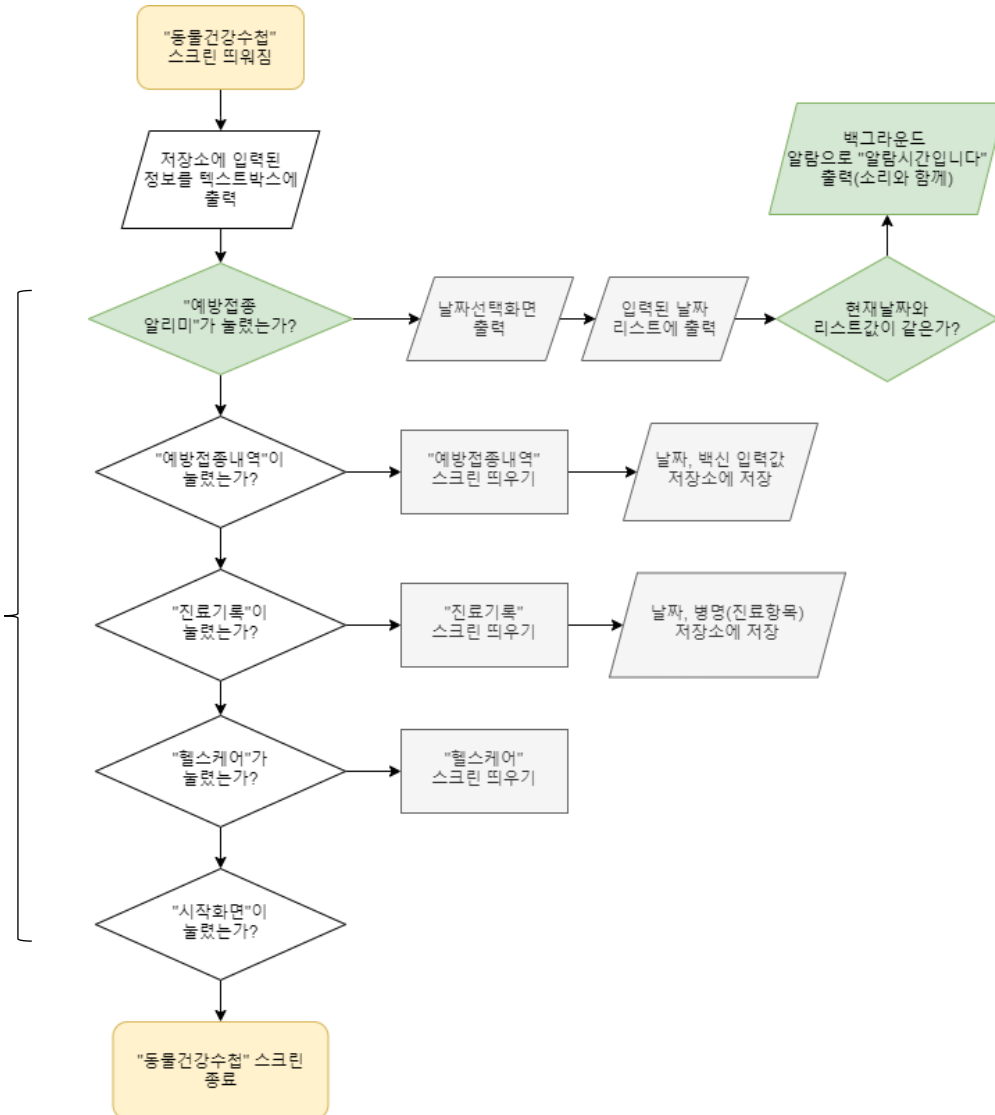 "동물건강수첩"
스크린 띄워짐
저장소에 입력된
정보를 텍스트박스에
출력
백그라운드
알람으로 "알람시간입니다"
출력(소리와 함께)
"예방접종
알리미"가 눌렸는가?
날짜선택화면
출력
입력된 날짜
리스트에 출력
현재날짜와
리스트값이 같은가?
"예방접종내역"이
눌렸는가?
"예방접종내역"
스크린 띄우기
날짜, 백신 입력값
저장소에 저장
"진료기록"이
눌렸는가?
"진료기록"
스크린 띄우기
날짜, 병명(진료항목)
저장소에 저장
"헬스케어"가
눌렸는가?
"헬스케어"
스크린 띄우기
"시작화면"이
눌렸는가?
"동물건강수첩" 스크린
종료